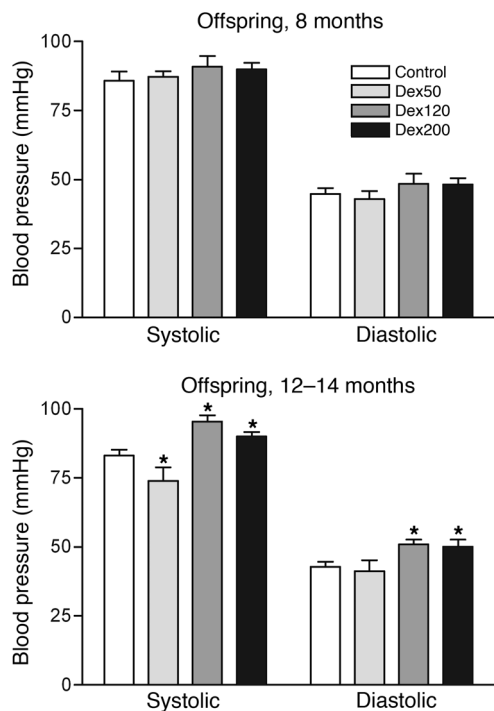 Offspring, 8 months
Blood pressure (mmHg)
100
75
50
25
0
Control
Dex50
Dex120
Dex200
Systolic
Diastolic
Offspring, 12–14 months
Blood pressure (mmHg)
100
75
50
25
0
*
*
*
*
*
Systolic
Diastolic